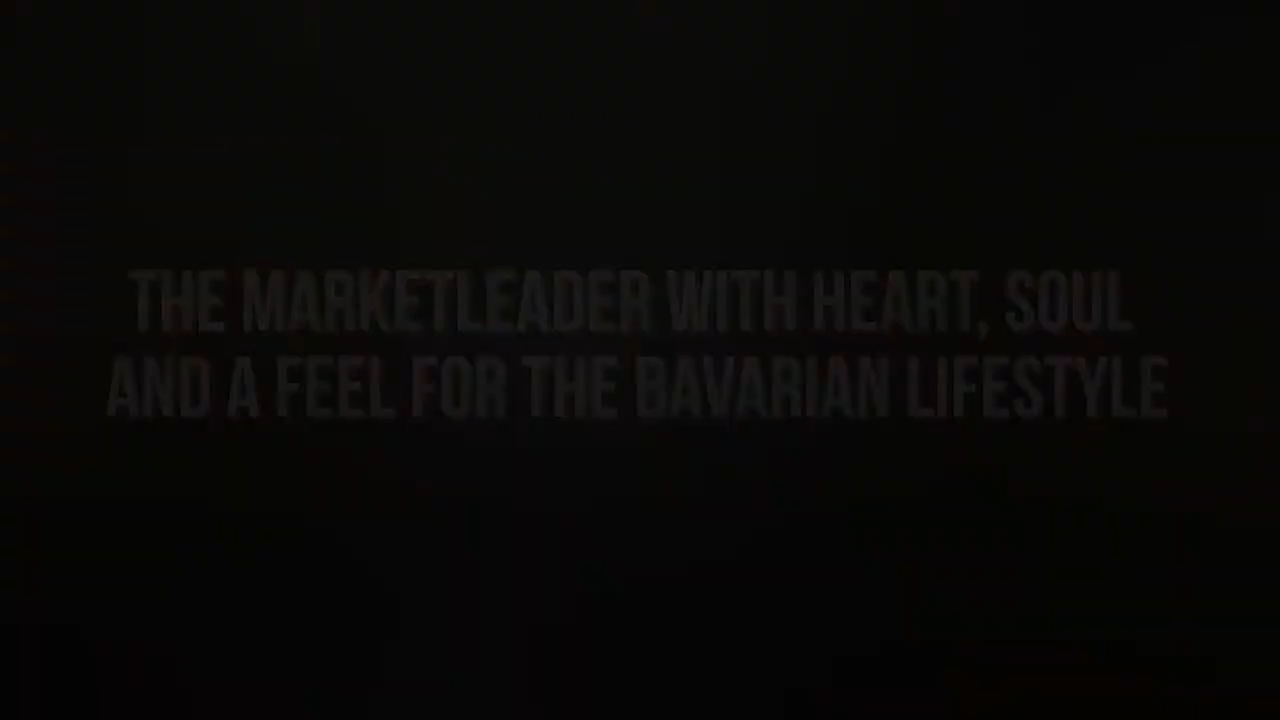 THE MARKETLEADER WITH HEART, SOUL
AND A FEEL FOR THE BAVARIAN LIFESTYLE